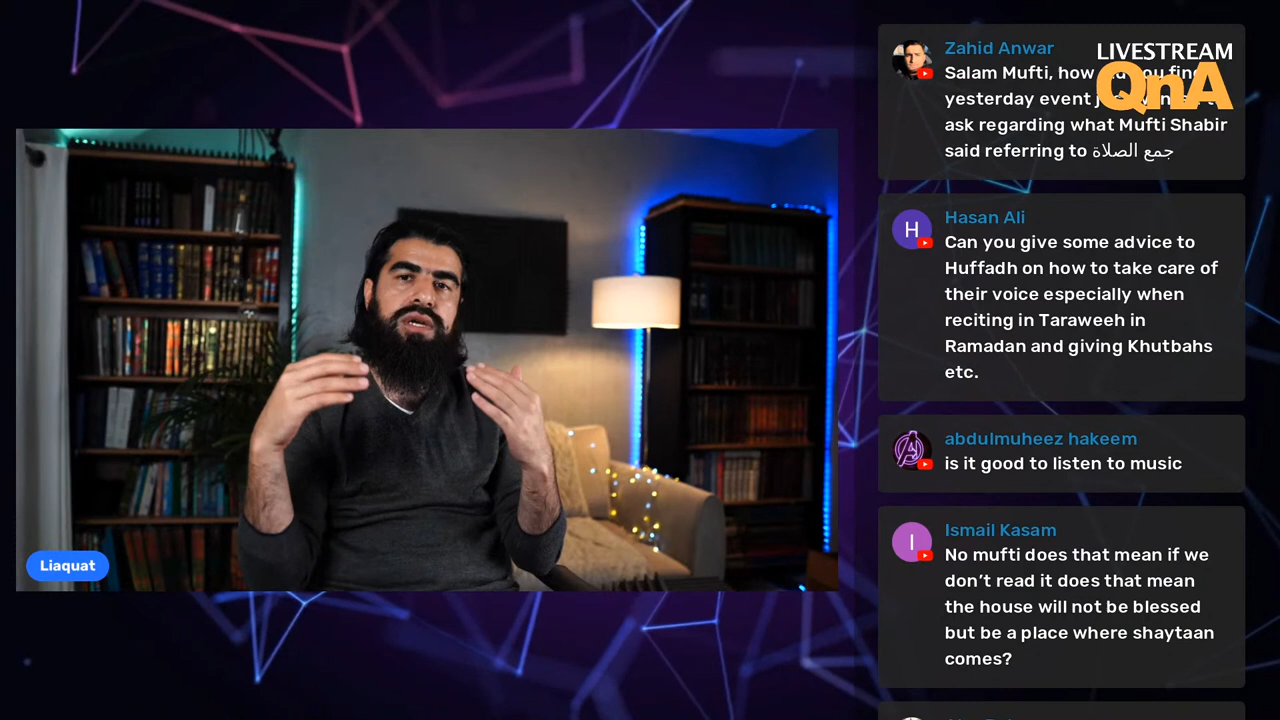 Liaquat
LIVESTREAM
QnA
Zahid Anwar
Salam Mufti, how you find
yesterday event
ask regarding what Mufti Shabir
said referring to جمع الصلاة
H
Hasan Ali
Can you give some advice to
Huffadh on how to take care of
their voice especially when
reciting in Taraweeh in
Ramadan and giving Khutbahs
etc.
abdulmuheez hakeem
is it good to listen to music
I
Ismail Kasam
No mufti does that mean if we
don’t read it does that mean
the house will not be blessed
but be a place where shaytaan
comes?